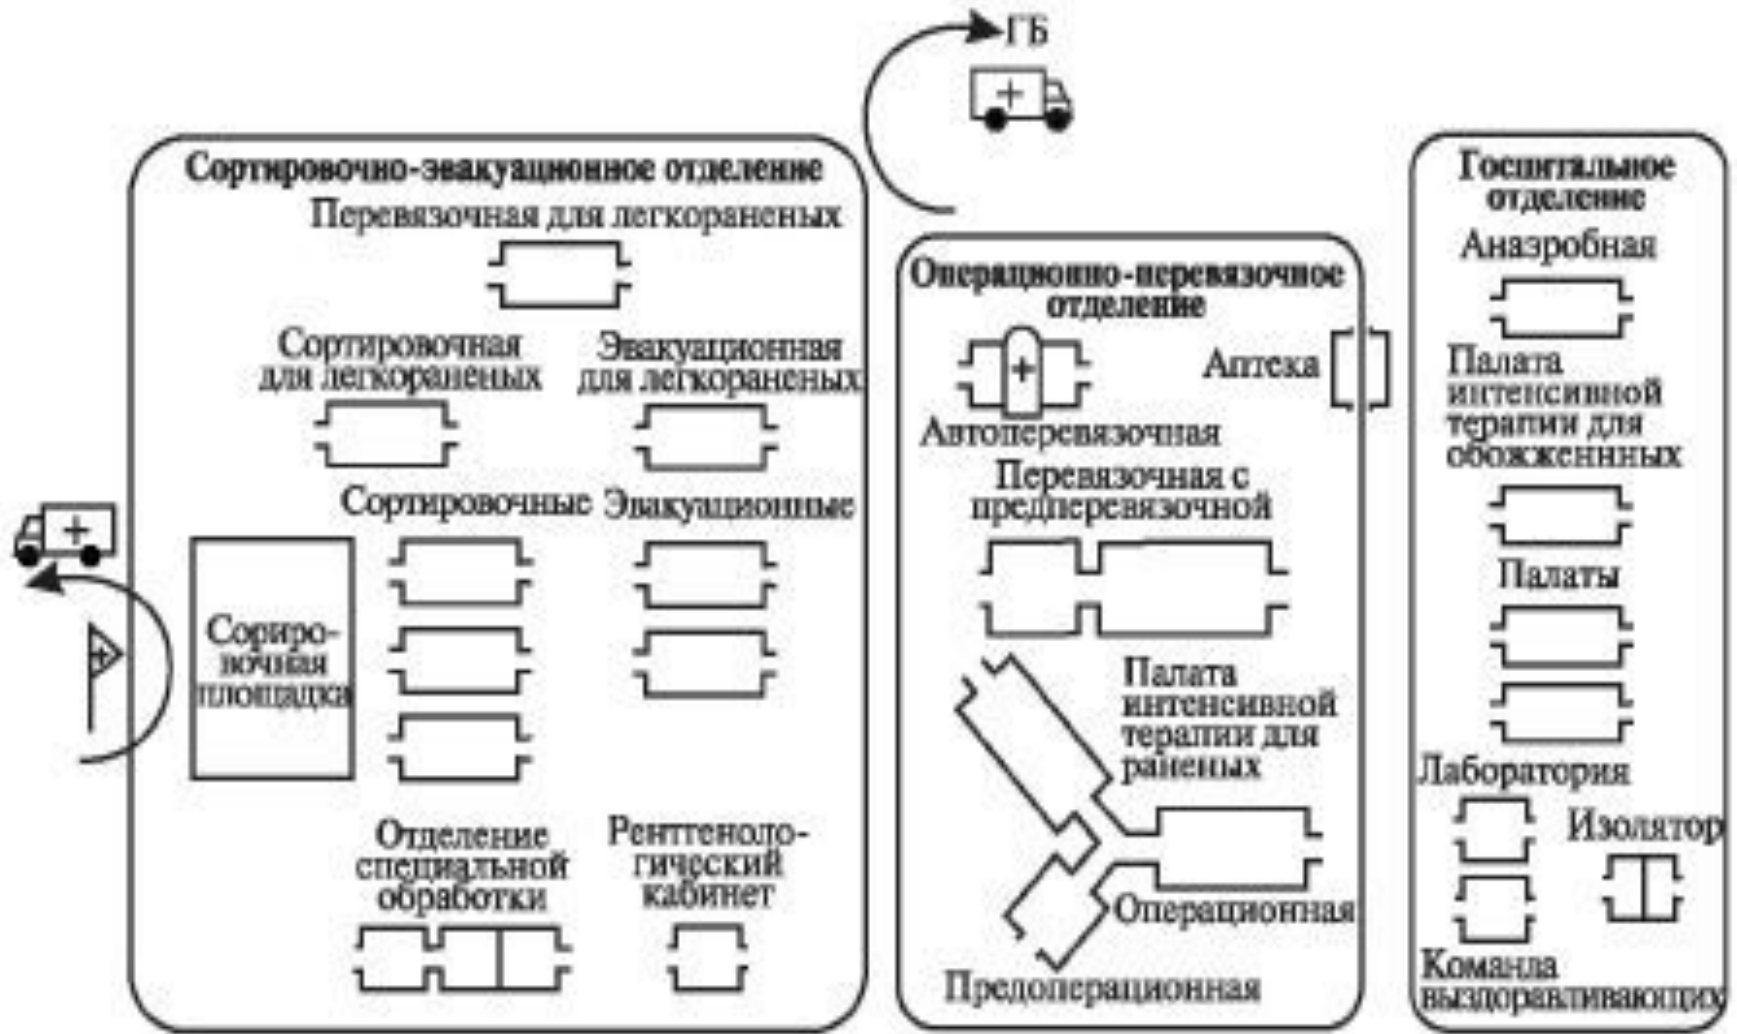 ГБ
Сортировочно-эвакуационное отделение
Перевязочная для легкораненых
Сортировочная
для легкораненых
Эвакуационная
для легкораненых
Сортировочные
Эвакуационные
Сориро-
вочная
площадка
Отделение
специальной
обработки
Рентгеноло-
гический
кабинет
Операционно-перевязочное
отделение
Аптека
Автоперевязочная
Перевязочная с
предперевязочной
Палата
интенсивной
терапии для
раненых
Операционная
Предоперационная
Госпитальное
отделение
Анаэробная
Палата
интенсивной
терапии для
обожженнных
Палаты
Лаборатория
Изолятор
Команла
выздоравливающих